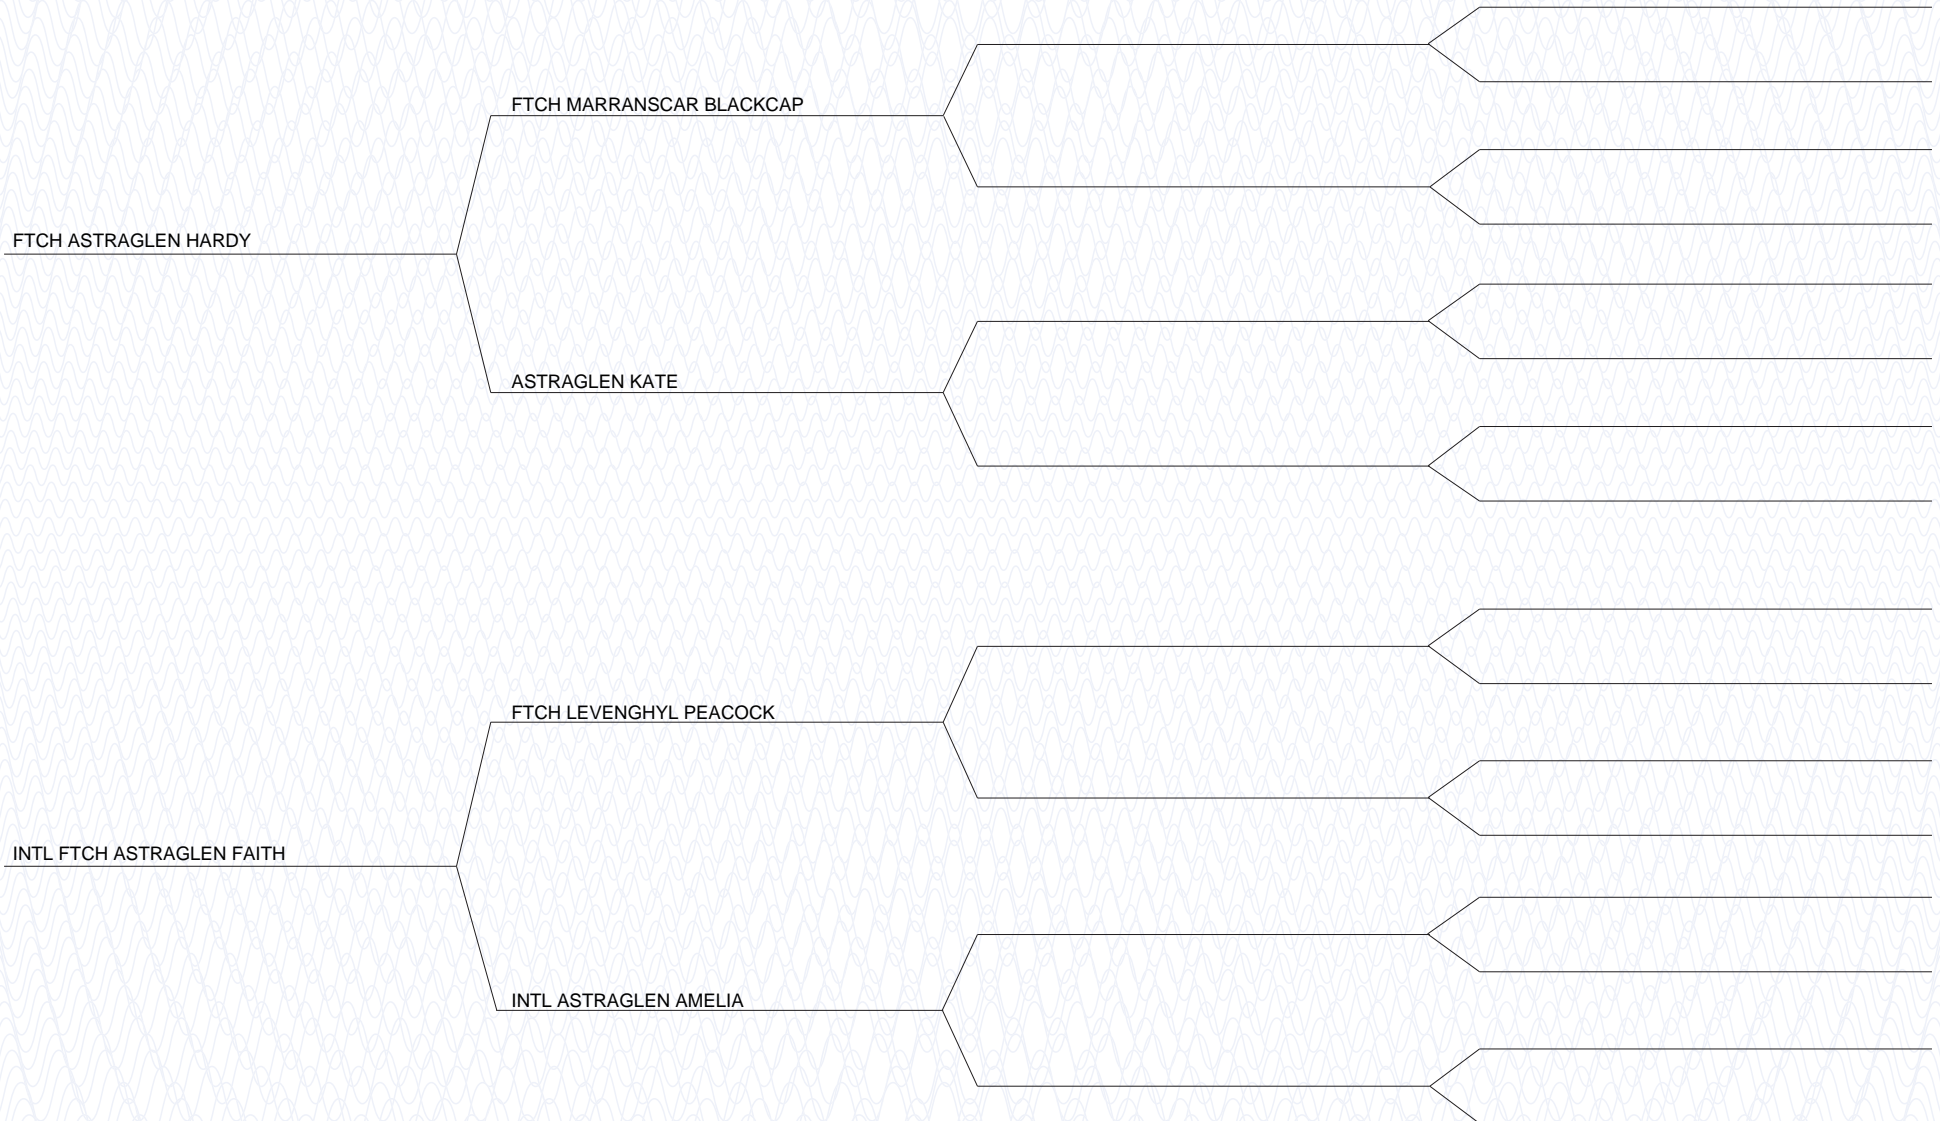 FTCH MARRANSCAR BLACKCAP
FTCH ASTRAGLEN HARDY
ASTRAGLEN KATE
FTCH LEVENGHYL PEACOCK
INTL FTCH ASTRAGLEN FAITH
INTL ASTRAGLEN AMELIA